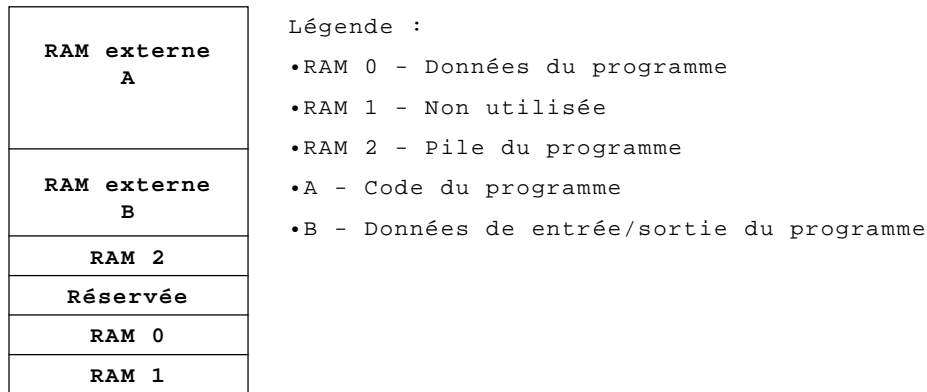 RAM externe
A
RAM externe
B
RAM 2
Réservée
RAM 0
RAM 1
Légende :
•RAM 0 - Données du programme
•RAM 1 - Non utilisée
•RAM 2 - Pile du programme
•A - Code du programme
•B - Données de entrée/sortie du programme